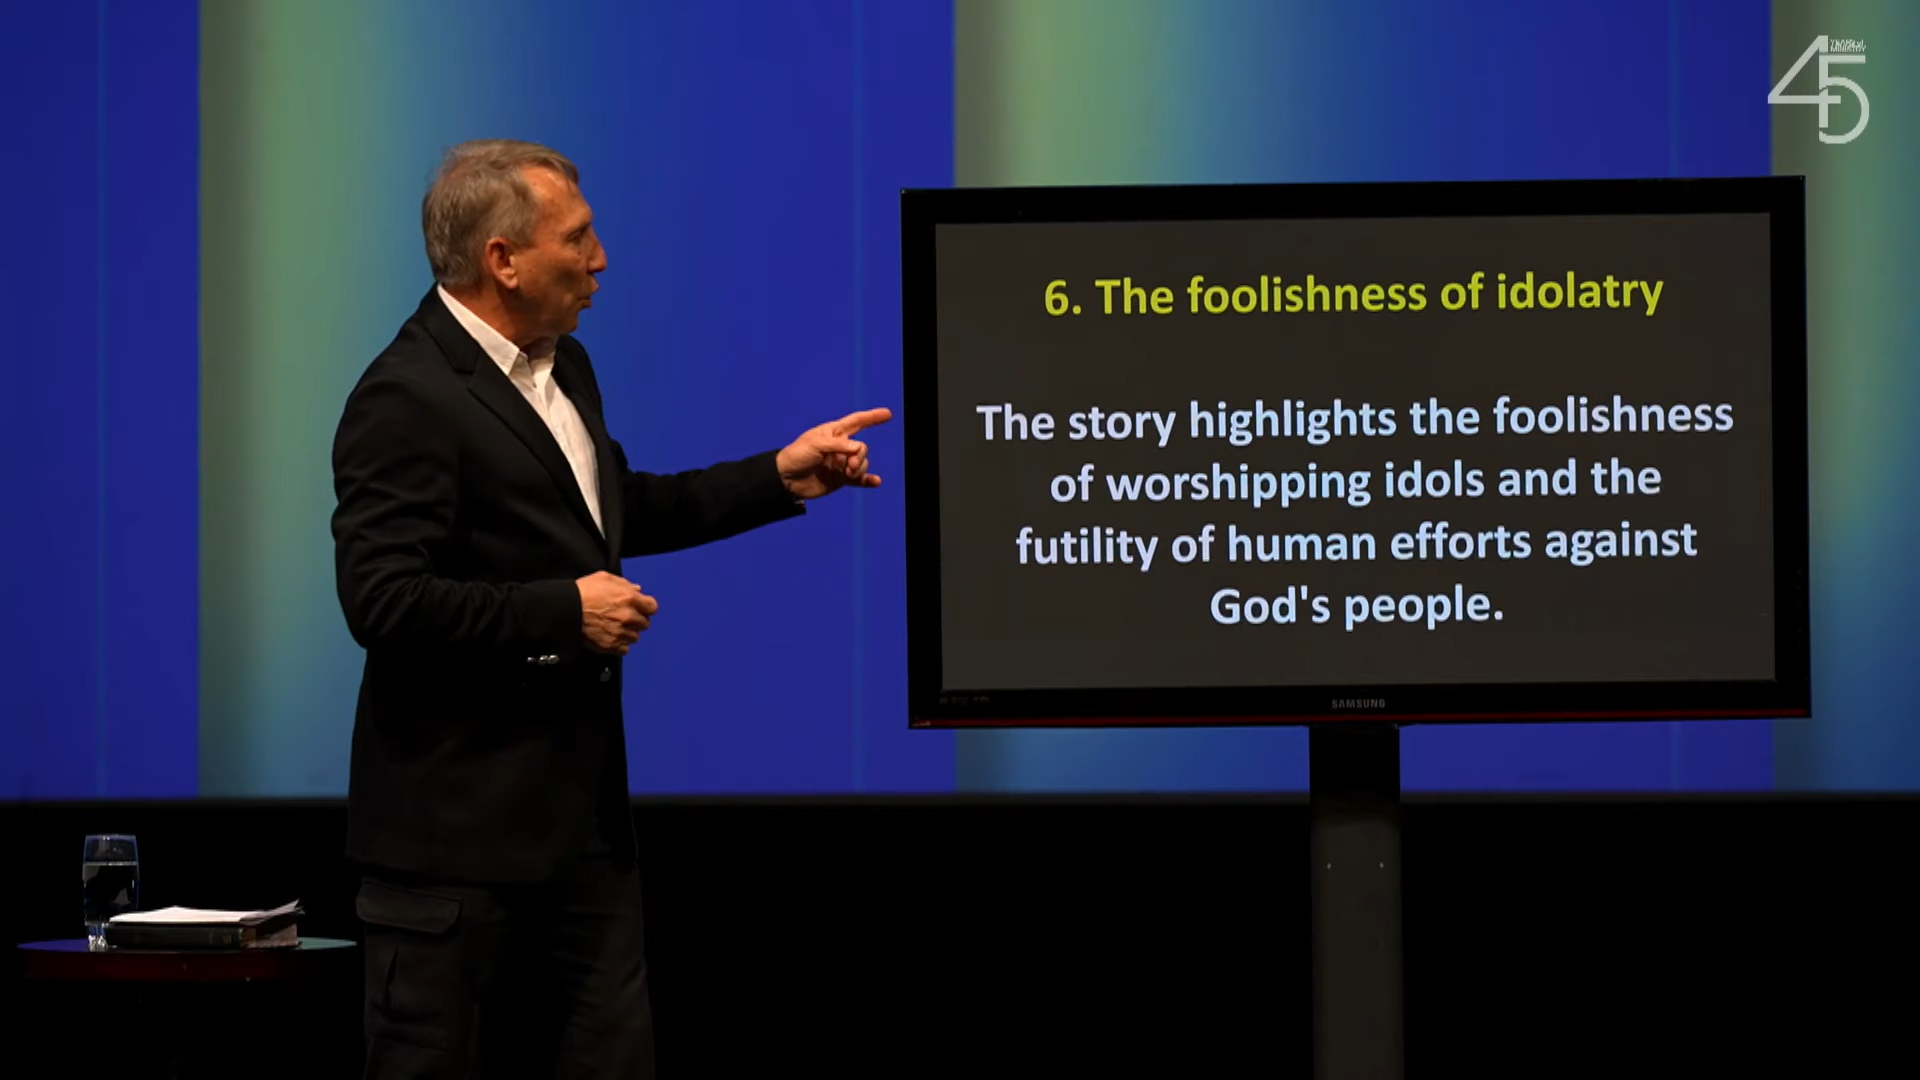 45
6. The foolishness of idolatry
The story highlights the foolishness
of worshipping idols and the
futility of human efforts against
God's people.
SAMSUNG